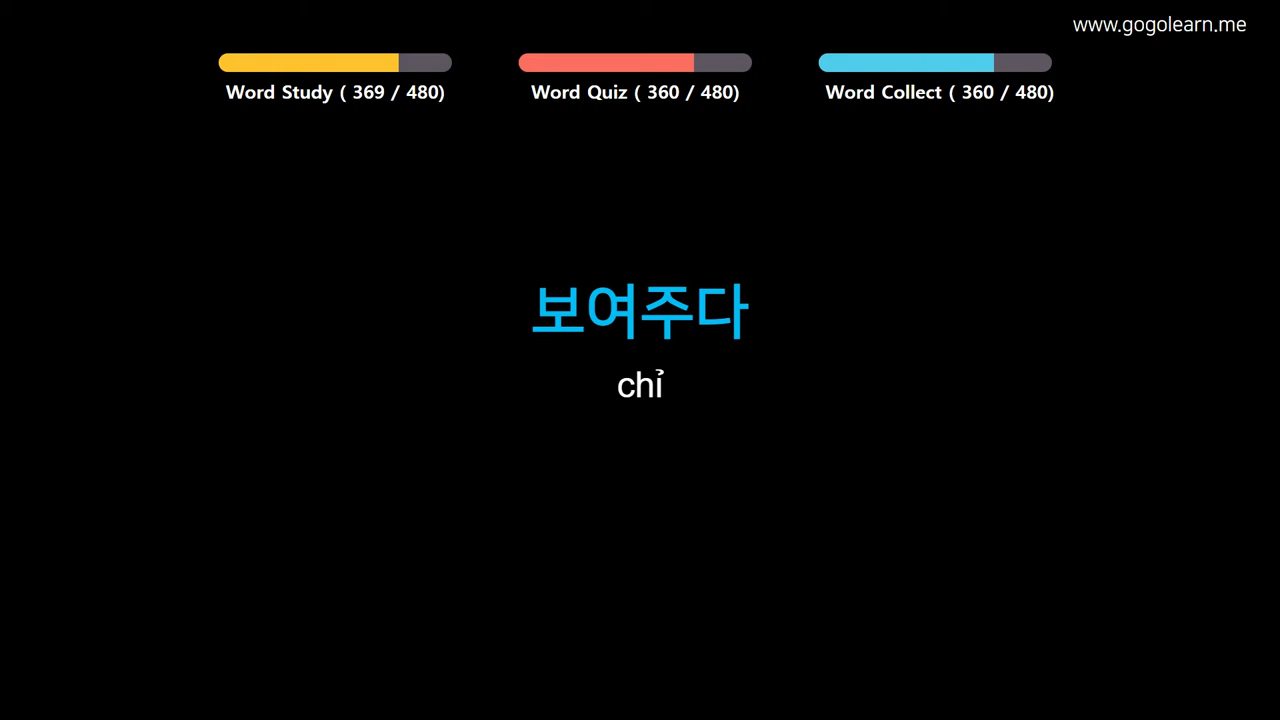 www.gogolearn.me
Word Study ( 369 / 480)
Word Quiz ( 360 / 480)
Word Collect ( 360 / 480)
보여주다
chỉ